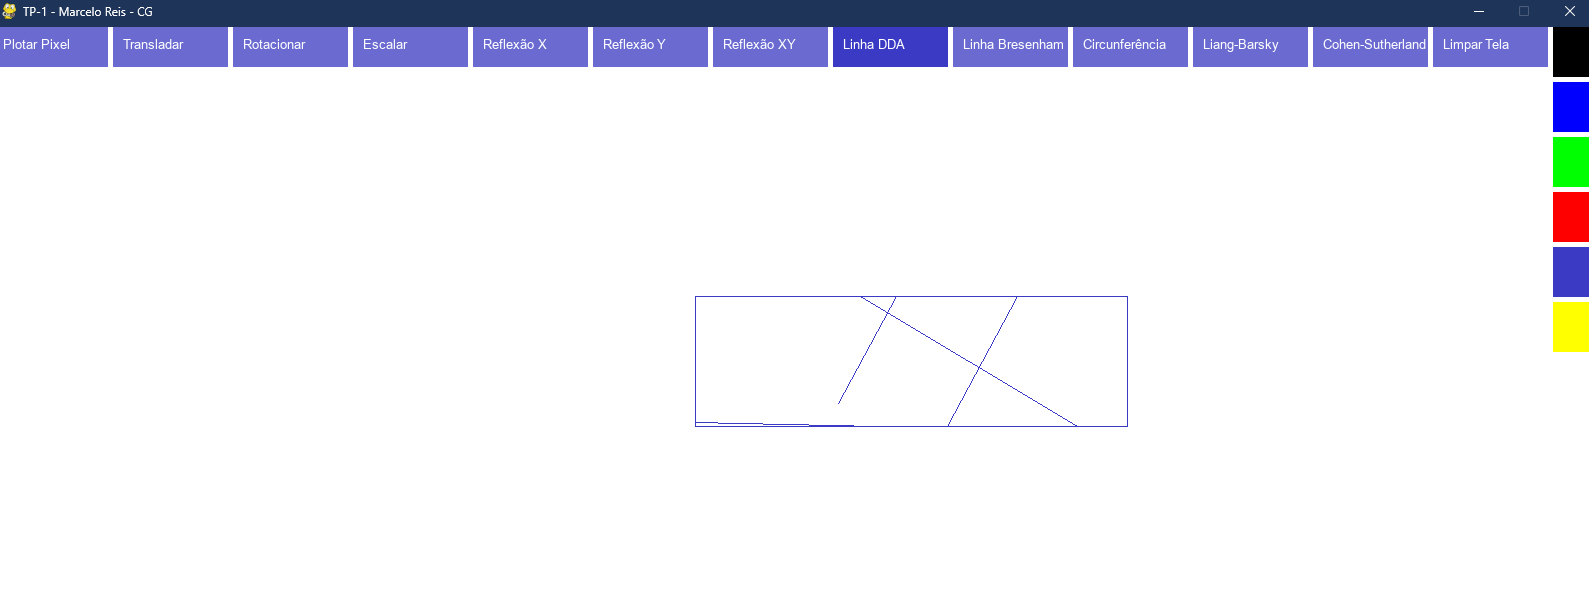 TP-1 - Marcelo Reis - CG
Plotar Pixel
Transladar
Rotacionar
Escalar
Reflexão X
Reflexão Y
Reflexão XY
Linha DDA
Linha Bresenham
Circunferência
Liang-Barsky
Cohen-Sutherland
Limpar Tela